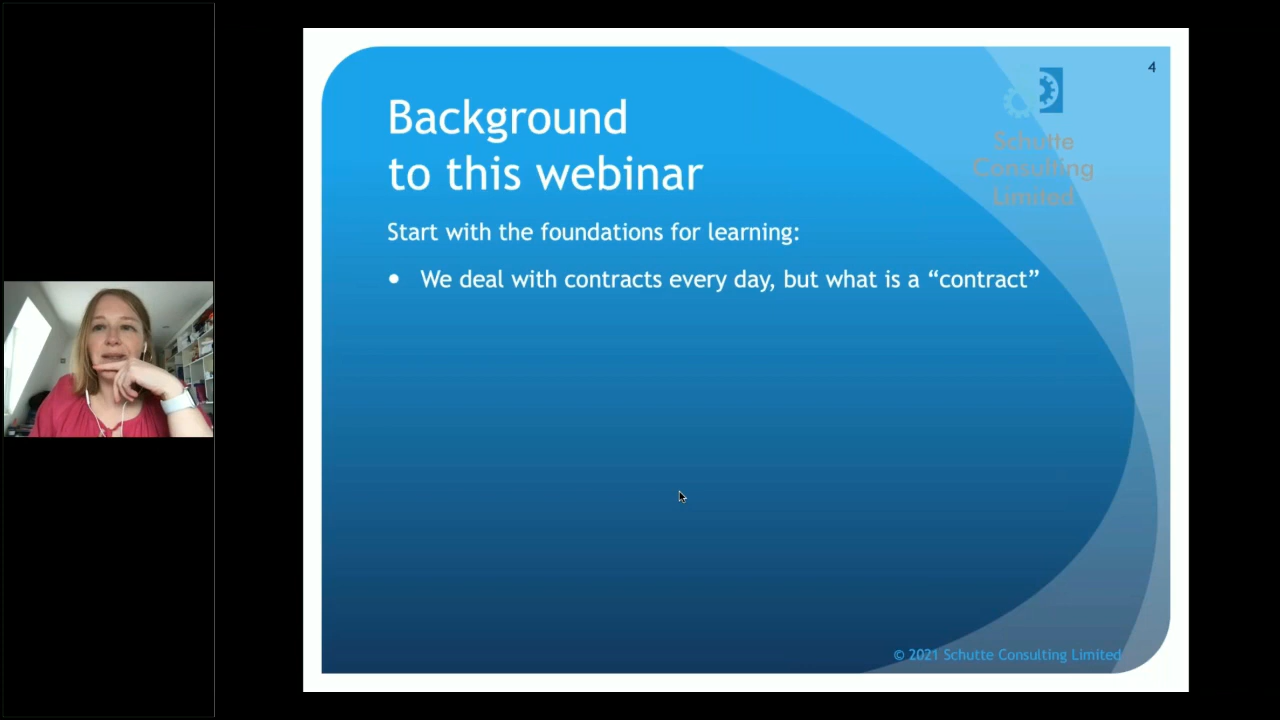 4
Schutte
Consulting
Limited
Background
to this webinar
Start with the foundations for learning:
• We deal with contracts every day, but what is a “contract”
© 2021 Schutte Consulting Limited